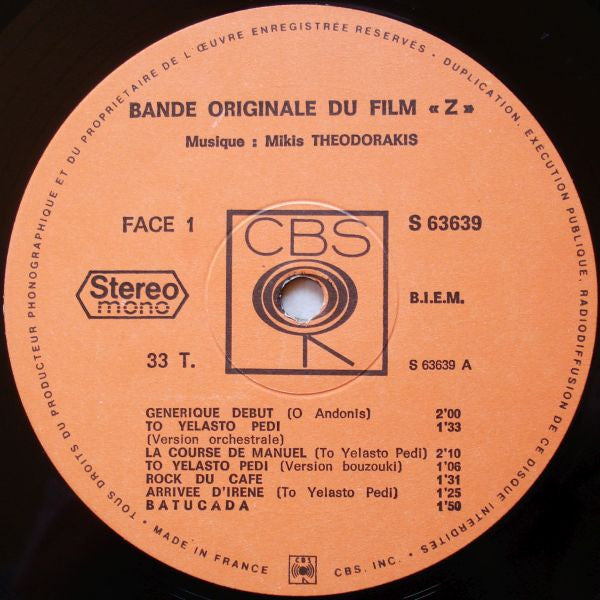 TOUS DROITS DU PRODUCTEUR PHONOGRAPHIQUE ET DU PROPRIETAIRE DE L'ŒUVRE ENREGISTRÉE RESERVÉS • DUPLICATION, EXÉCUTION PUBLIQUE, RADIODIFFUSION DE CE DISQUE INTERDITES •
BANDE ORIGINALE DU FILM «Z»
Musique : Mikis THEODORAKIS
FACE 1
CBS
S 63639
Stereo
mono
B.I.E.M.
33 T.
S 63639 A
GENERIQUE DEBUT (O Andonis) 2'00
TO YELASTO PEDI 1'33
(Version orchestrale)
LA COURSE DE MANUEL (To Yelasto Pedi) 2'10
TO YELASTO PEDI (Version bouzouki) 1'06
ROCK DU CAFE 1'31
ARRIVEE D'IRENE (To Yelasto Pedi) 1'25
BATUCADA 1'50
MADE IN FRANCE
CBS
CBS. INC.